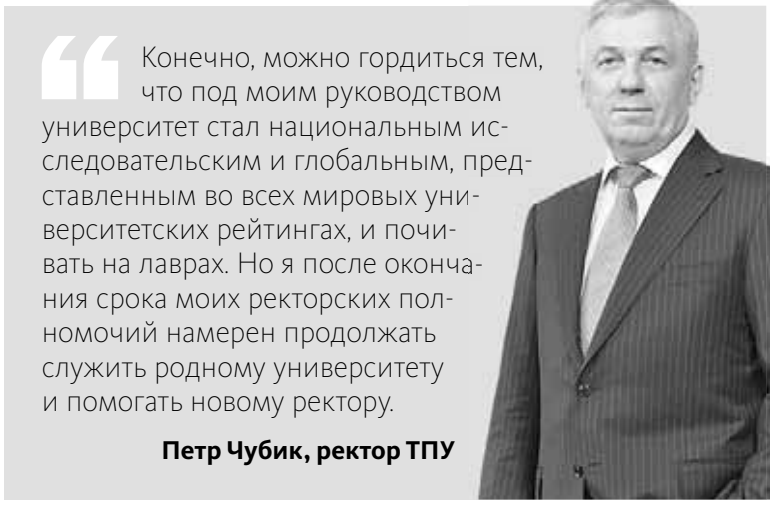 Конечно, можно гордиться тем,
что под моим руководством
университет стал национальным ис-
следовательским и глобальным, пред-
ставленным во всех мировых уни-
верситетских рейтингах, и почи-
вать на лаврах. Но я после оконча-
ния срока моих ректорских пол-
номочий намерен продолжать
служить родному университету
и помогать новому ректору.
Петр Чубик, ректор ТПУ